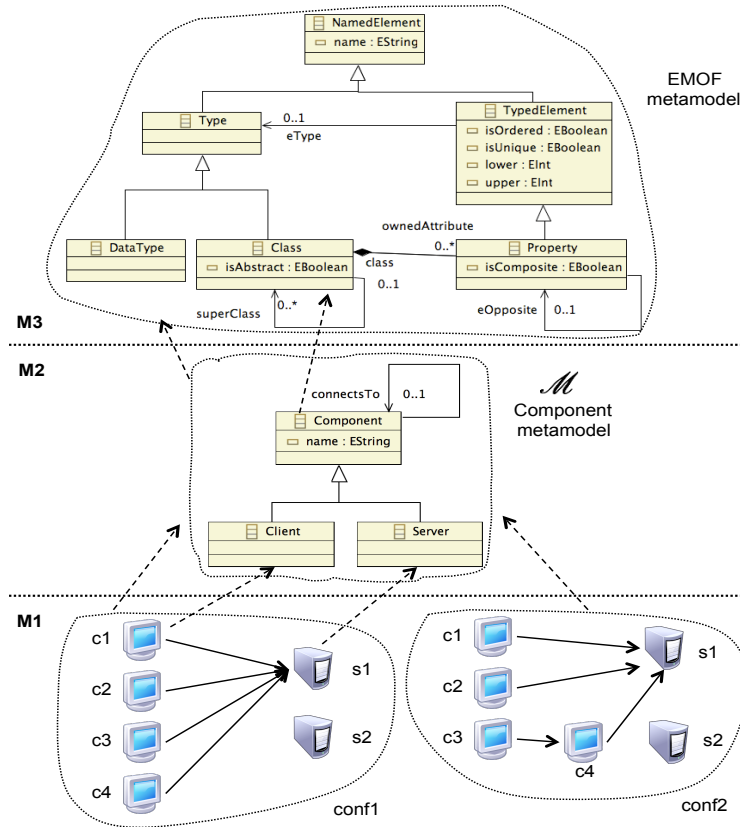 NamedElement
name : EString
EMOF
metamodel
Type
0..1
eType
TypedElement
isOrdered : EBoolean
isUnique : EBoolean
lower : EInt
upper : EInt
ownedAttribute
DataType
Class
isAbstract : EBoolean
class
0..1
0..*
Property
isComposite : EBoolean
superClass
0..*
eOpposite
0..1
M3
M2
connectsTo
0..1
ℳ
Component
metamodel
Component
name : EString
Client
Server
M1
c1
c2
c3
c4
s1
s2
conf1
c1
c2
c3
c4
s1
s2
conf2